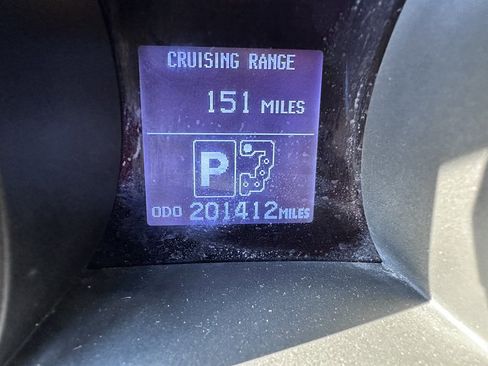 CRUISING RANGE
151 MILES
P
ODO 201412 MILES